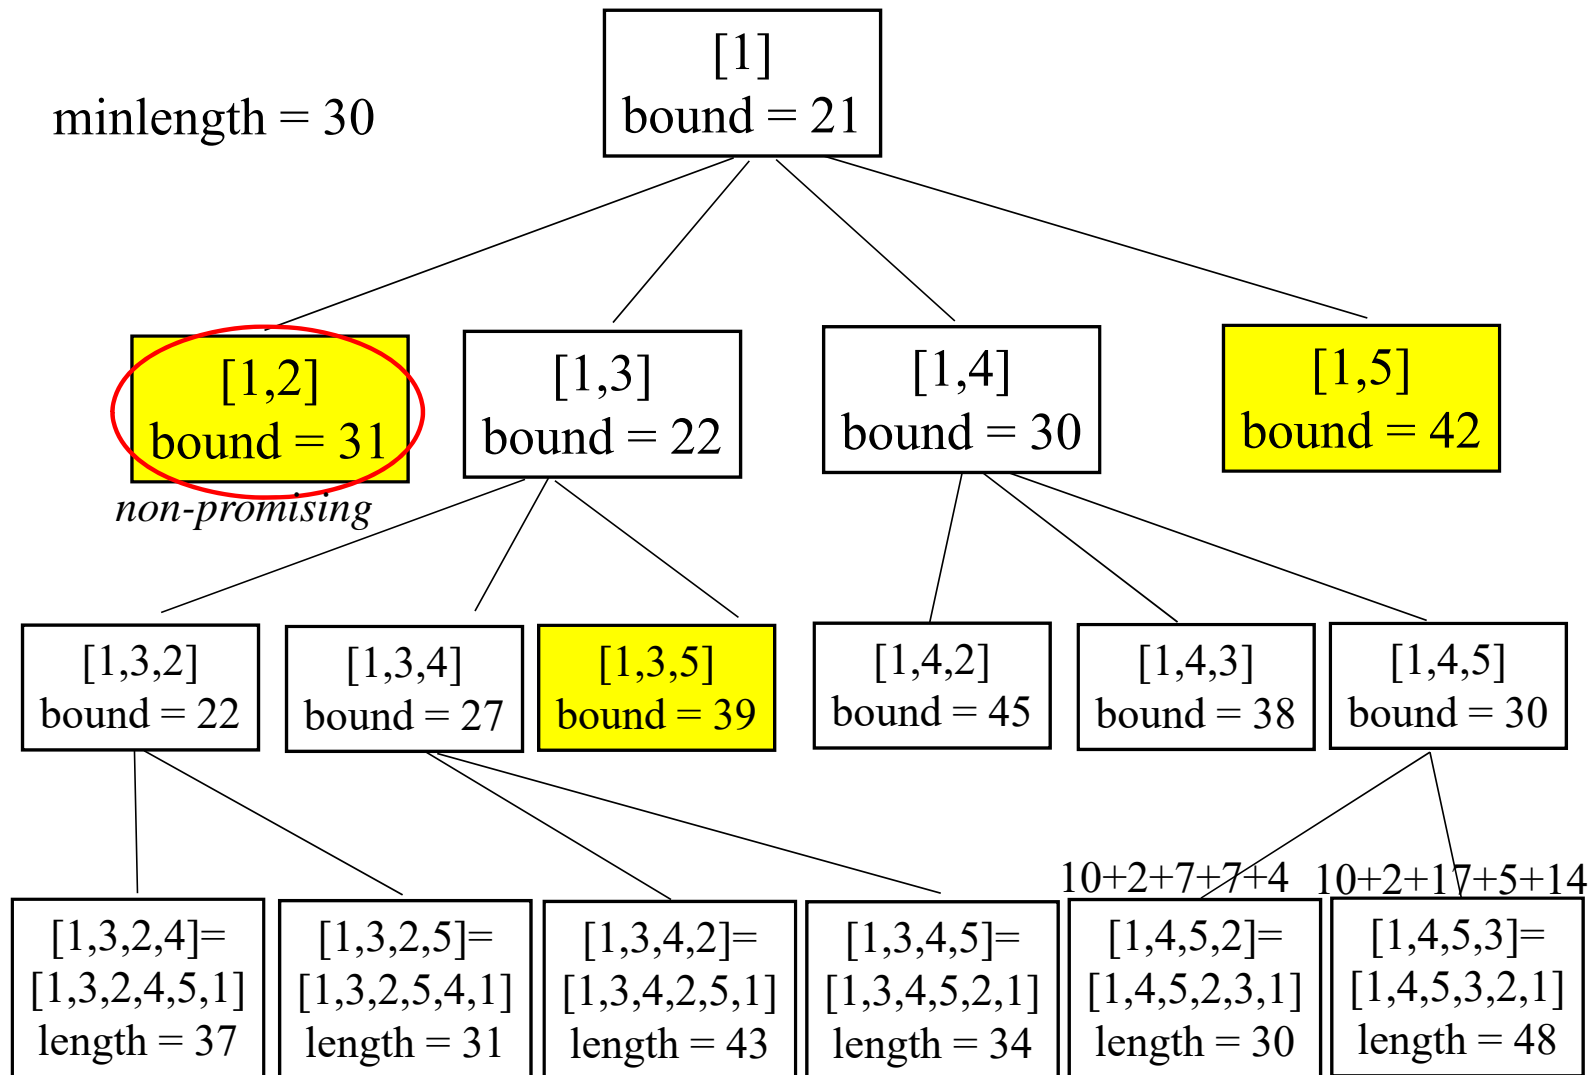 [1]
bound = 21
minlength = 30
[1,2]
bound = 31
non-promising
[1,3]
bound = 22
[1,4]
bound = 30
[1,5]
bound = 42
[1,3,2]
bound = 22
[1,3,4]
bound = 27
[1,3,5]
bound = 39
[1,4,2]
bound = 45
[1,4,3]
bound = 38
[1,4,5]
bound = 30
[1,3,2,4]=
[1,3,2,4,5,1]
length = 37
[1,3,2,5]=
[1,3,2,5,4,1]
length = 31
[1,3,4,2]=
[1,3,4,2,5,1]
length = 43
[1,3,4,5]=
[1,3,4,5,2,1]
length = 34
10+2+7+7+4
[1,4,5,2]=
[1,4,5,2,3,1]
length = 30
10+2+17+5+14
[1,4,5,3]=
[1,4,5,3,2,1]
length = 48